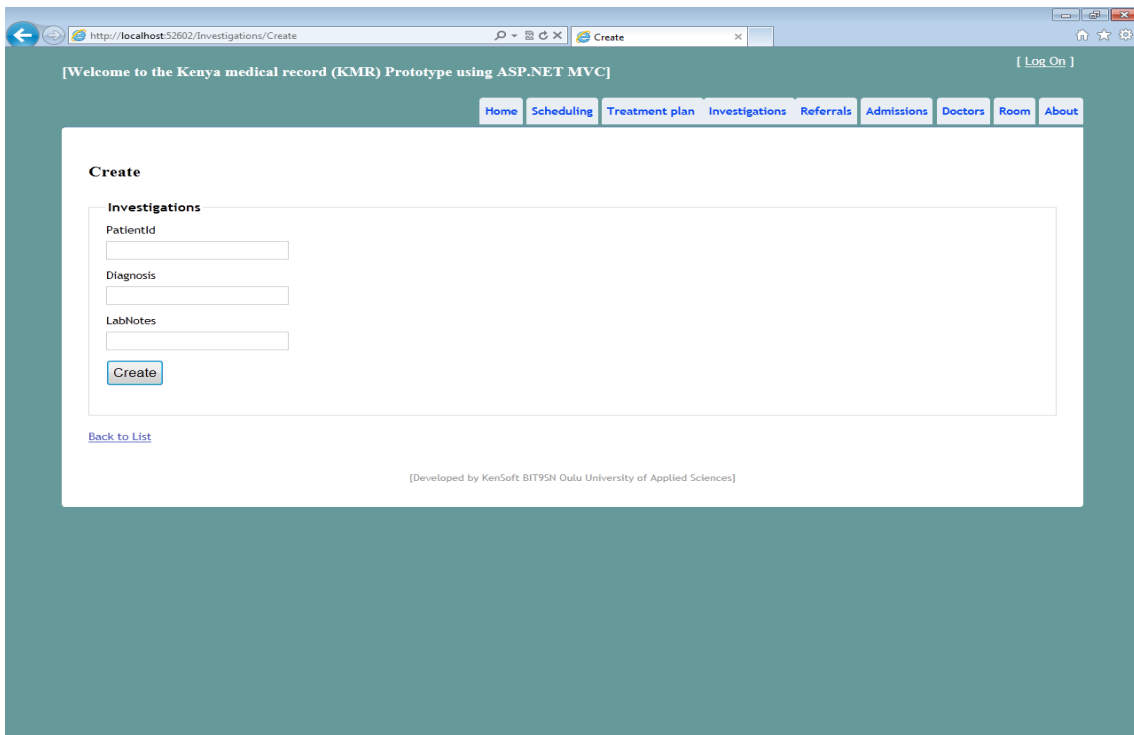 http://localhost:52602/Investigations/Create
Create
[Welcome to the Kenya medical record (KMR) Prototype using ASP.NET MVC]
[ Log On ]
Home Scheduling Treatment plan Investigations Referrals Admissions Doctors Room About
Create
Investigations
PatientId
Diagnosis
LabNotes
Create
Back to List
[Developed by KenSoft BIT9SN Oulu University of Applied Sciences]